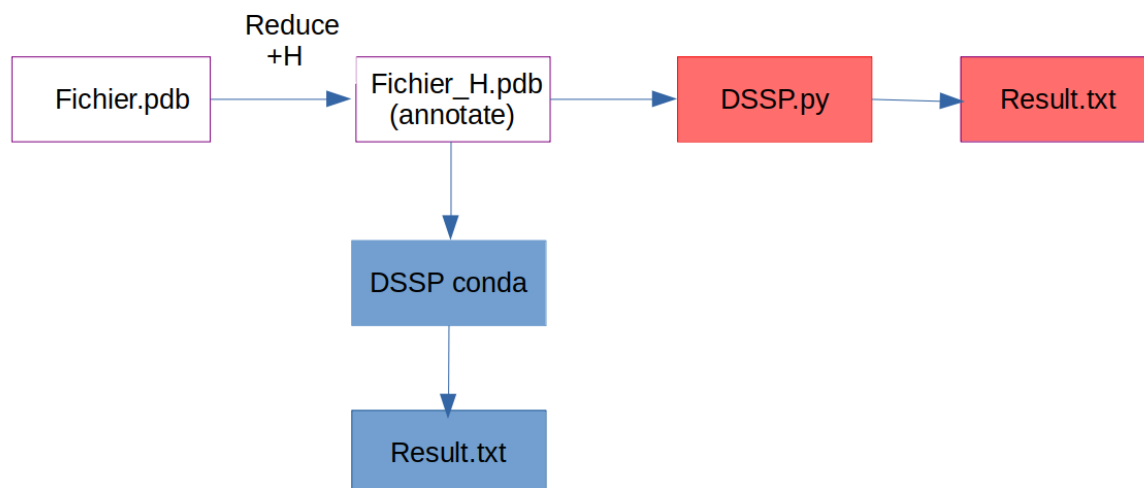 Reduce
+H
Fichier.pdb
Fichier_H.pdb
(annotate)
DSSP.py
Result.txt
DSSP conda
Result.txt